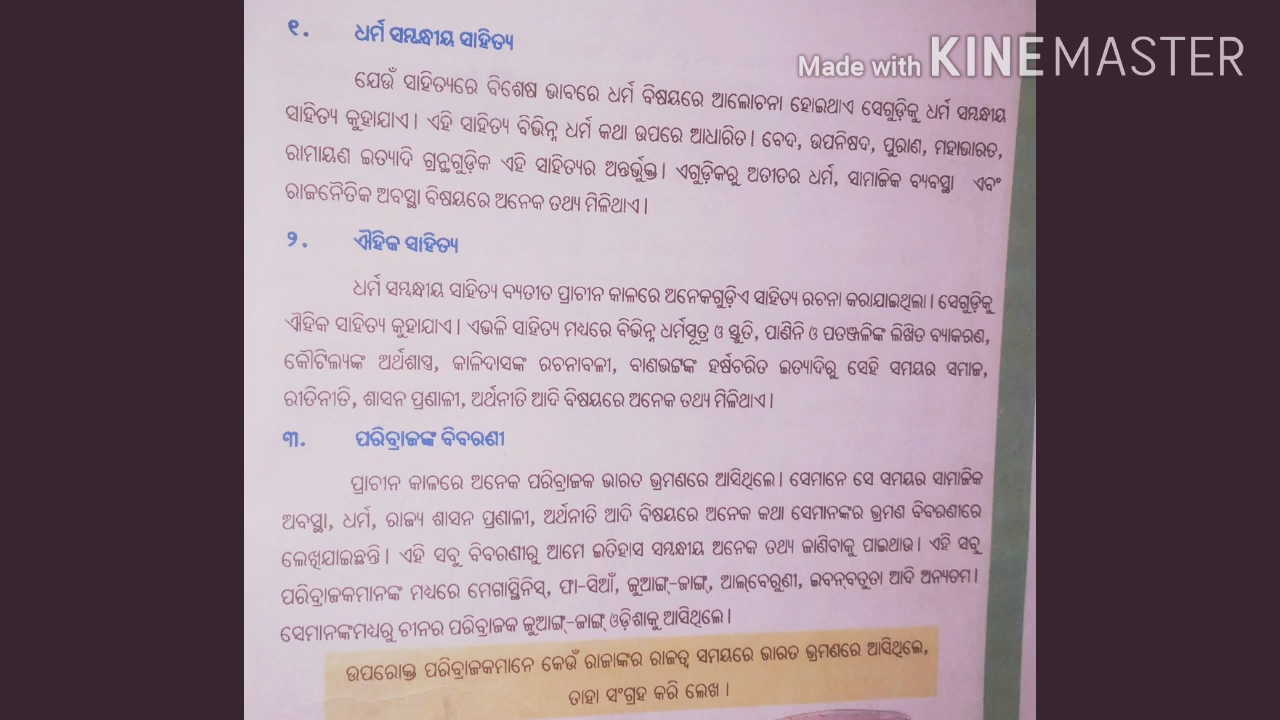 Made with KINEMASTER
୧. ଧର୍ମ ସମ୍ବନ୍ଧୀୟ ସାହିତ୍ୟ
ଯେଉଁ ସାହିତ୍ୟରେ ବିଶେଷ ଭାବରେ ଧର୍ମ ବିଷୟରେ ଆଲୋଚନା ହୋଇଥାଏ ସେଗୁଡ଼ିକୁ ଧର୍ମ ସମ୍ବନ୍ଧୀୟ
ସାହିତ୍ୟ କୁହାଯାଏ। ଏହି ସାହିତ୍ୟ ବିଭିନ୍ନ ଧର୍ମ କଥା ଉପରେ ଆଧାରିତ। ବେଦ, ଉପନିଷଦ, ପୁରାଣ, ମହାଭାରତ,
ରାମାୟଣ ଇତ୍ୟାଦି ଗ୍ରନ୍ଥଗୁଡ଼ିକ ଏହି ସାହିତ୍ୟର ଅନ୍ତର୍ଭୁକ୍ତ। ଏଗୁଡ଼ିକରୁ ଅତୀତର ଧର୍ମ, ସାମାଜିକ ବ୍ୟବସ୍ଥା ଏବଂ
ରାଜନୈତିକ ଅବସ୍ଥା ବିଷୟରେ ଅନେକ ତଥ୍ୟ ମିଳିଥାଏ।
୨. ଐହିକ ସାହିତ୍ୟ
ଧର୍ମ ସମ୍ବନ୍ଧୀୟ ସାହିତ୍ୟ ବ୍ୟତୀତ ପ୍ରାଚୀନ କାଳରେ ଅନେକଗୁଡ଼ିଏ ସାହିତ୍ୟ ରଚନା କରାଯାଇଥିଲା। ସେଗୁଡ଼ିକୁ
ଐହିକ ସାହିତ୍ୟ କୁହାଯାଏ। ଏଭଳି ସାହିତ୍ୟ ମଧ୍ୟରେ ବିଭିନ୍ନ ଧର୍ମସୂତ୍ର ଓ ସ୍ତୁତି, ପାଣିନି ଓ ପତଞ୍ଜଳିଙ୍କ ଲିଖିତ ବ୍ୟାକରଣ,
କୌଟିଲ୍ୟଙ୍କ ଅର୍ଥଶାସ୍ତ୍ର, କାଳିଦାସଙ୍କ ରଚନାବଳୀ, ବାଣଭଟ୍ଟଙ୍କ ହର୍ଷଚରିତ ଇତ୍ୟାଦିରୁ ସେହି ସମୟର ସମାଜ,
ରୀତିନୀତି, ଶାସନ ପ୍ରଣାଳୀ, ଅର୍ଥନୀତି ଆଦି ବିଷୟରେ ଅନେକ ତଥ୍ୟ ମିଳିଥାଏ।
୩. ପରିବ୍ରାଜଙ୍କ ବିବରଣୀ
ପ୍ରାଚୀନ କାଳରେ ଅନେକ ପରିବ୍ରାଜକ ଭାରତ ଭ୍ରମଣରେ ଆସିଥିଲେ। ସେମାନେ ସେ ସମୟର ସାମାଜିକ
ଅବସ୍ଥା, ଧର୍ମ, ରାଜ୍ୟ ଶାସନ ପ୍ରଣାଳୀ, ଅର୍ଥନୀତି ଆଦି ବିଷୟରେ ଅନେକ କଥା ସେମାନଙ୍କର ଭ୍ରମଣ ବିବରଣୀରେ
ଲେଖିଯାଇଛନ୍ତି। ଏହି ସବୁ ବିବରଣୀରୁ ଆମେ ଇତିହାସ ସମ୍ବନ୍ଧୀୟ ଅନେକ ତଥ୍ୟ ଜାଣିବାକୁ ପାଇଥାଉ। ଏହି ସବୁ
ପରିବ୍ରାଜକମାନଙ୍କ ମଧ୍ୟରେ ମେଗାସ୍ଥିନିସ୍, ଫା-ସିଆଁ, ଜୁଆଙ୍ଗ୍-ଜାଙ୍ଗ୍, ଆଲ୍‌ବେରୁଣୀ, ଇବନ୍‌ବତୁତା ଆଦି ଅନ୍ୟତମ।
ସେମାନଙ୍କମଧ୍ୟରୁ ଚୀନର ପରିବ୍ରାଜକ ଜୁଆଙ୍ଗ୍-ଜାଙ୍ଗ୍ ଓଡ଼ିଶାକୁ ଆସିଥିଲେ।
ଉପରୋକ୍ତ ପରିବ୍ରାଜକମାନେ କେଉଁ ରାଜାଙ୍କର ରାଜତ୍ୱ ସମୟରେ ଭାରତ ଭ୍ରମଣରେ ଆସିଥିଲେ,
ତାହା ସଂଗ୍ରହ କରି ଲେଖ।